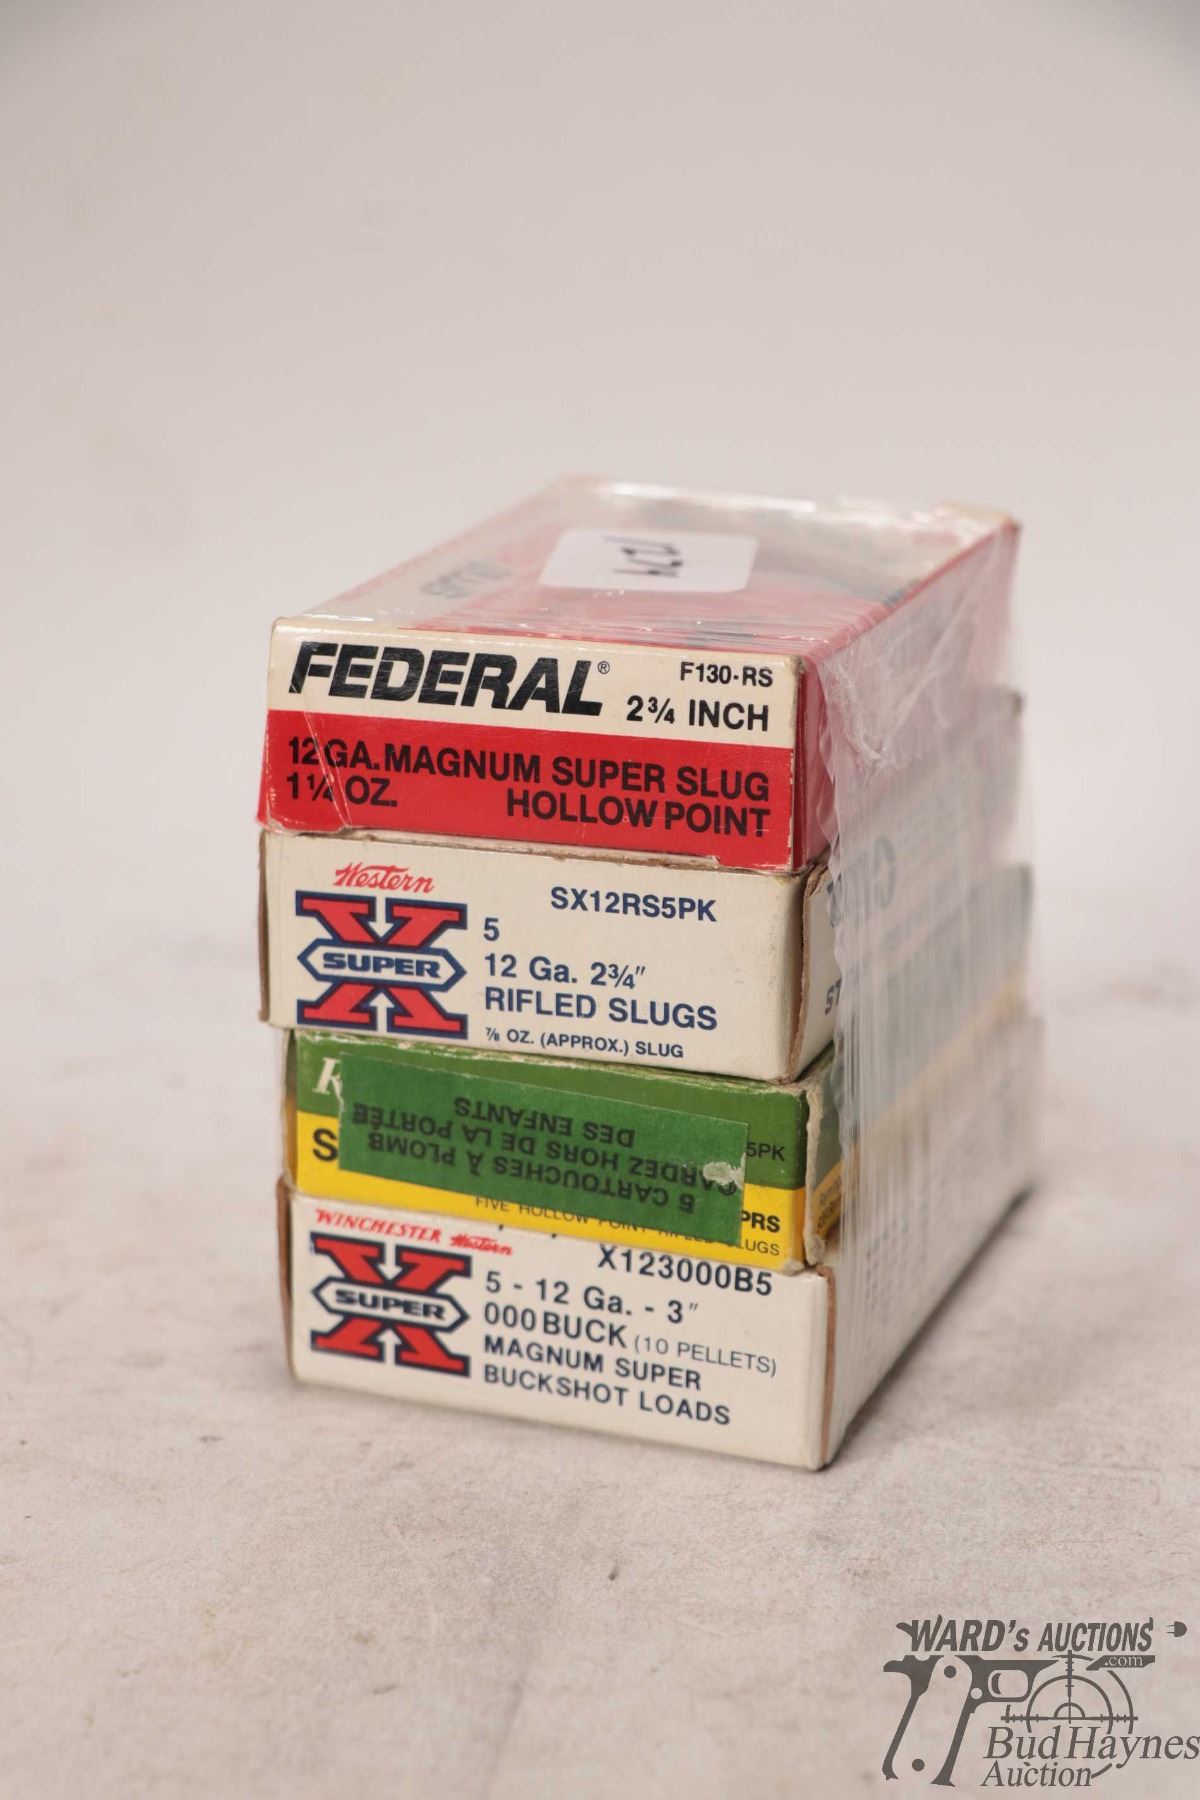 FEDERAL®
F130-RS
2¾ INCH
12 GA. MAGNUM SUPER SLUG
1¼ OZ. HOLLOW POINT
Western
SUPER X
SX12RS5PK
5
12 Ga. 2¾"
RIFLED SLUGS
⅞ OZ. (APPROX.) SLUG
5PK
5 CARTOUCHES À PLOMB
GARDEZ HORS DE LA PORTÉE
DES ENFANTS
PRS
FIVE HOLLOW POINT RIFLED SLUGS
WINCHESTER Western
SUPER X
X123000B5
5 - 12 Ga. - 3"
000 BUCK (10 PELLETS)
MAGNUM SUPER
BUCKSHOT LOADS
WARD's AUCTIONS
.com
Bud Haynes
Auction